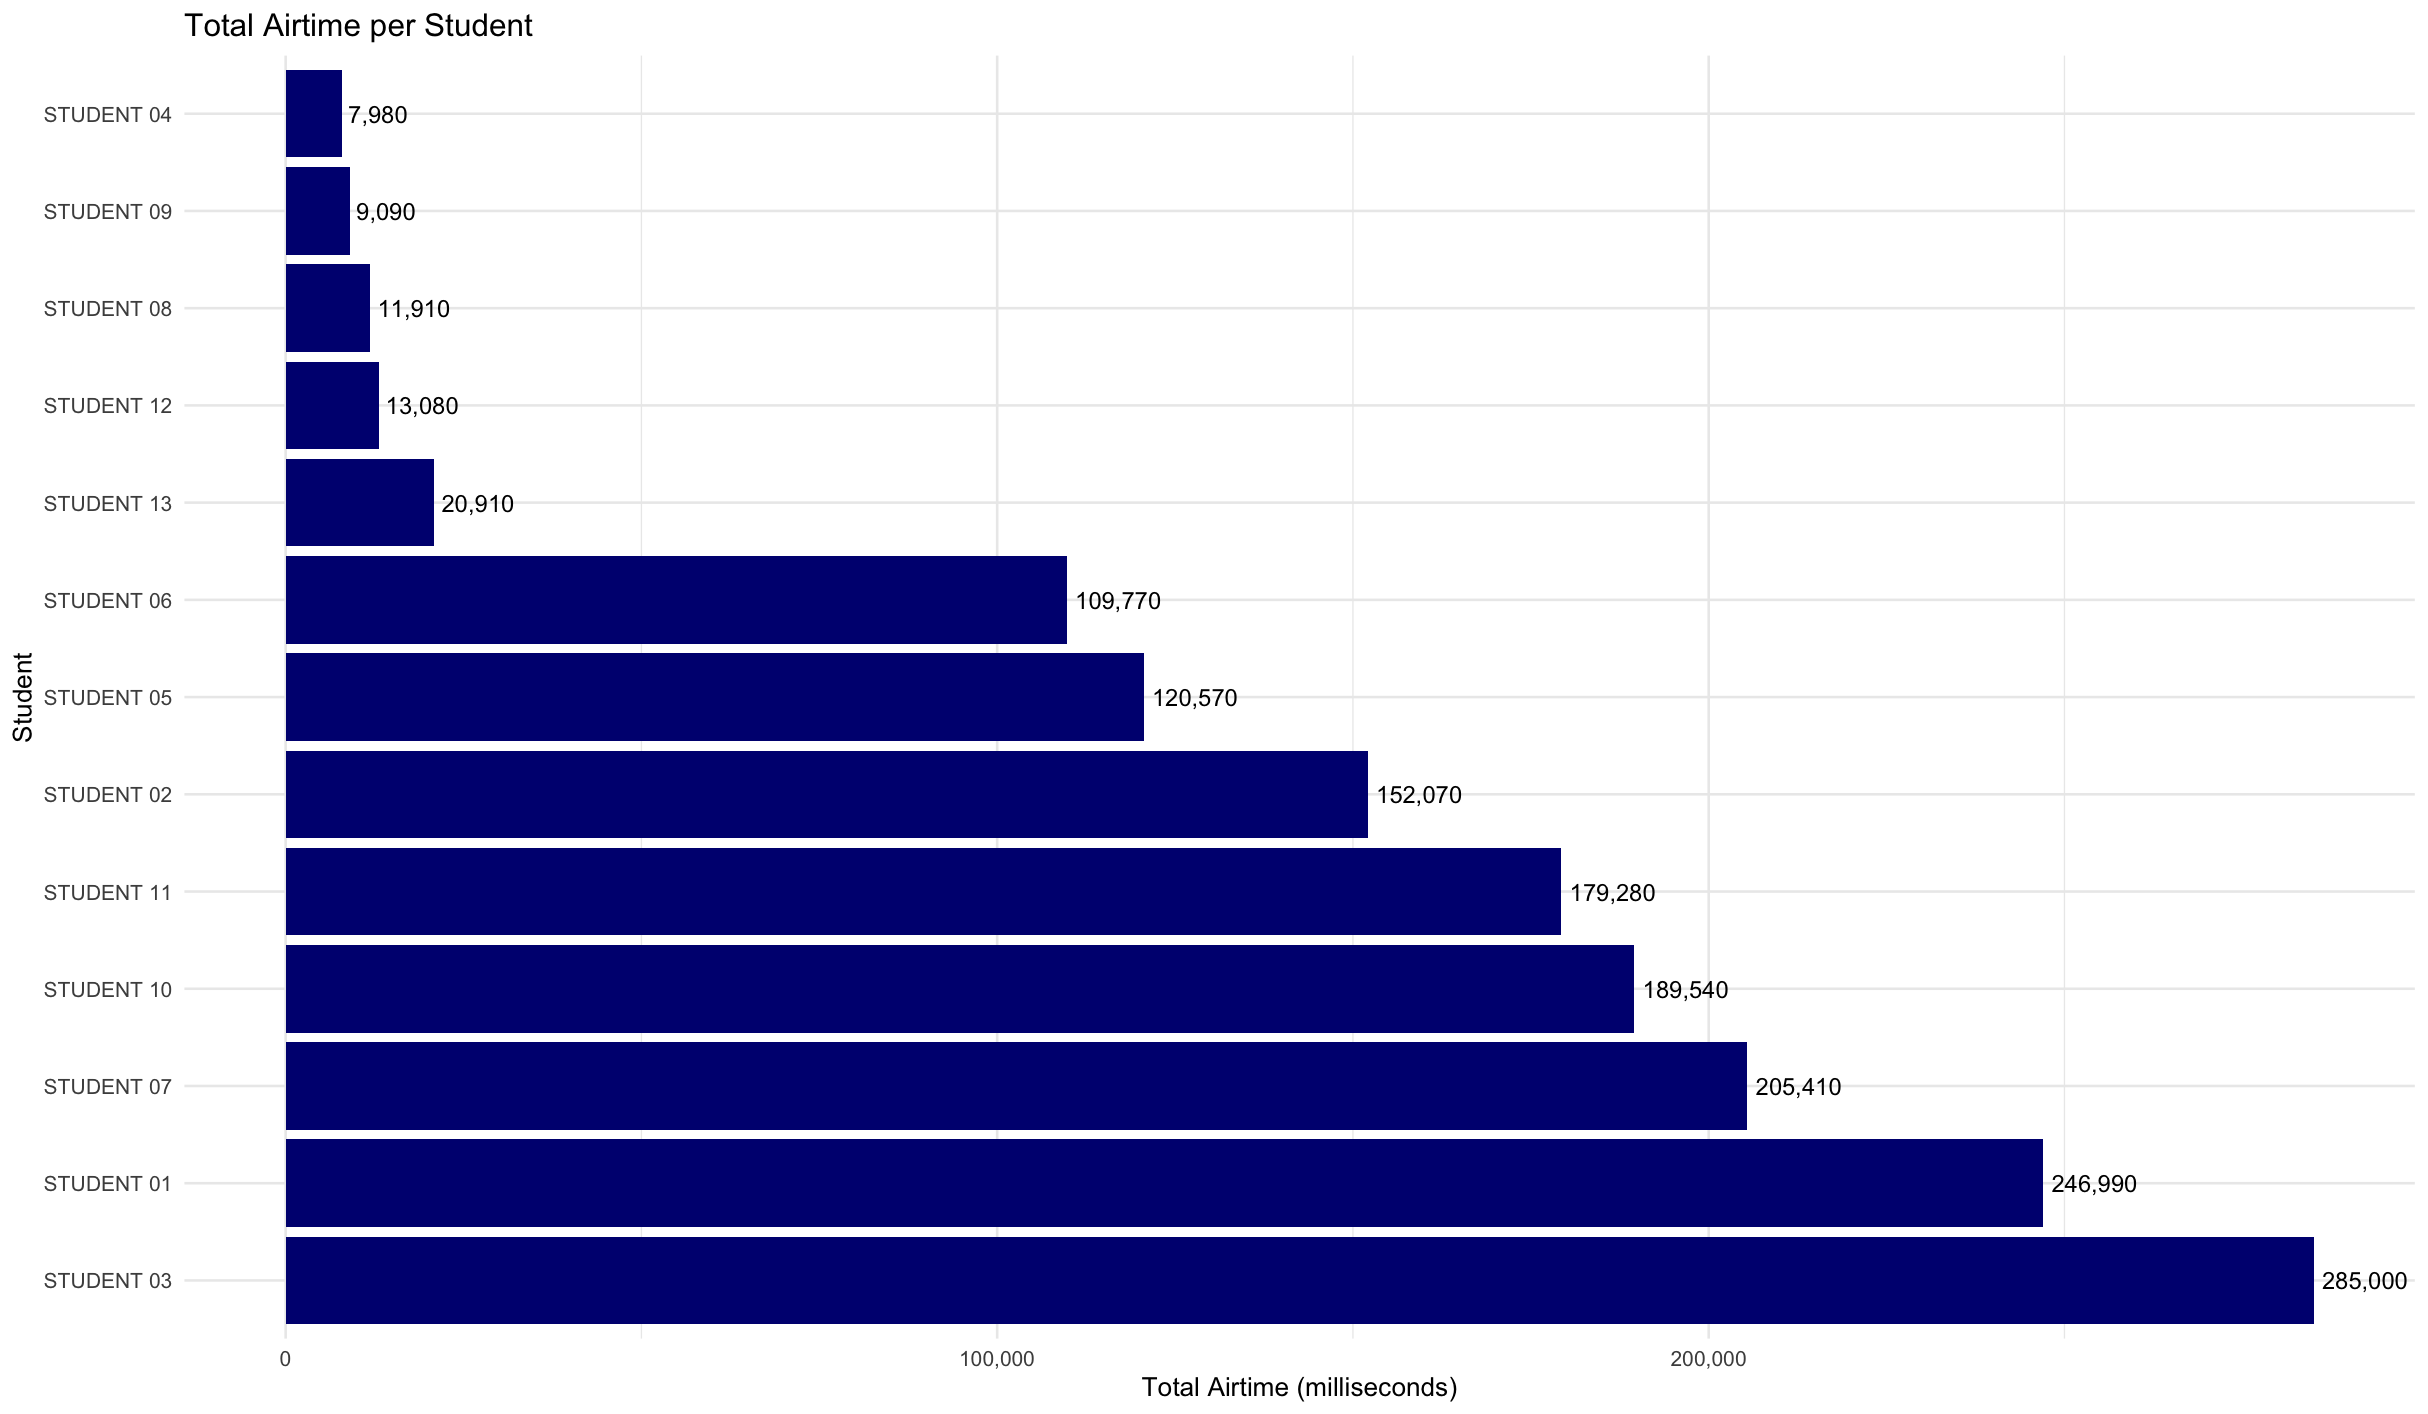 Total Airtime per Student
STUDENT 04 7,980
STUDENT 09 9,090
STUDENT 08 11,910
STUDENT 12 13,080
STUDENT 13 20,910
STUDENT 06 109,770
STUDENT 05 120,570
STUDENT 02 152,070
STUDENT 11 179,280
STUDENT 10 189,540
STUDENT 07 205,410
STUDENT 01 246,990
STUDENT 03 285,000
Student
0 100,000 200,000
Total Airtime (milliseconds)